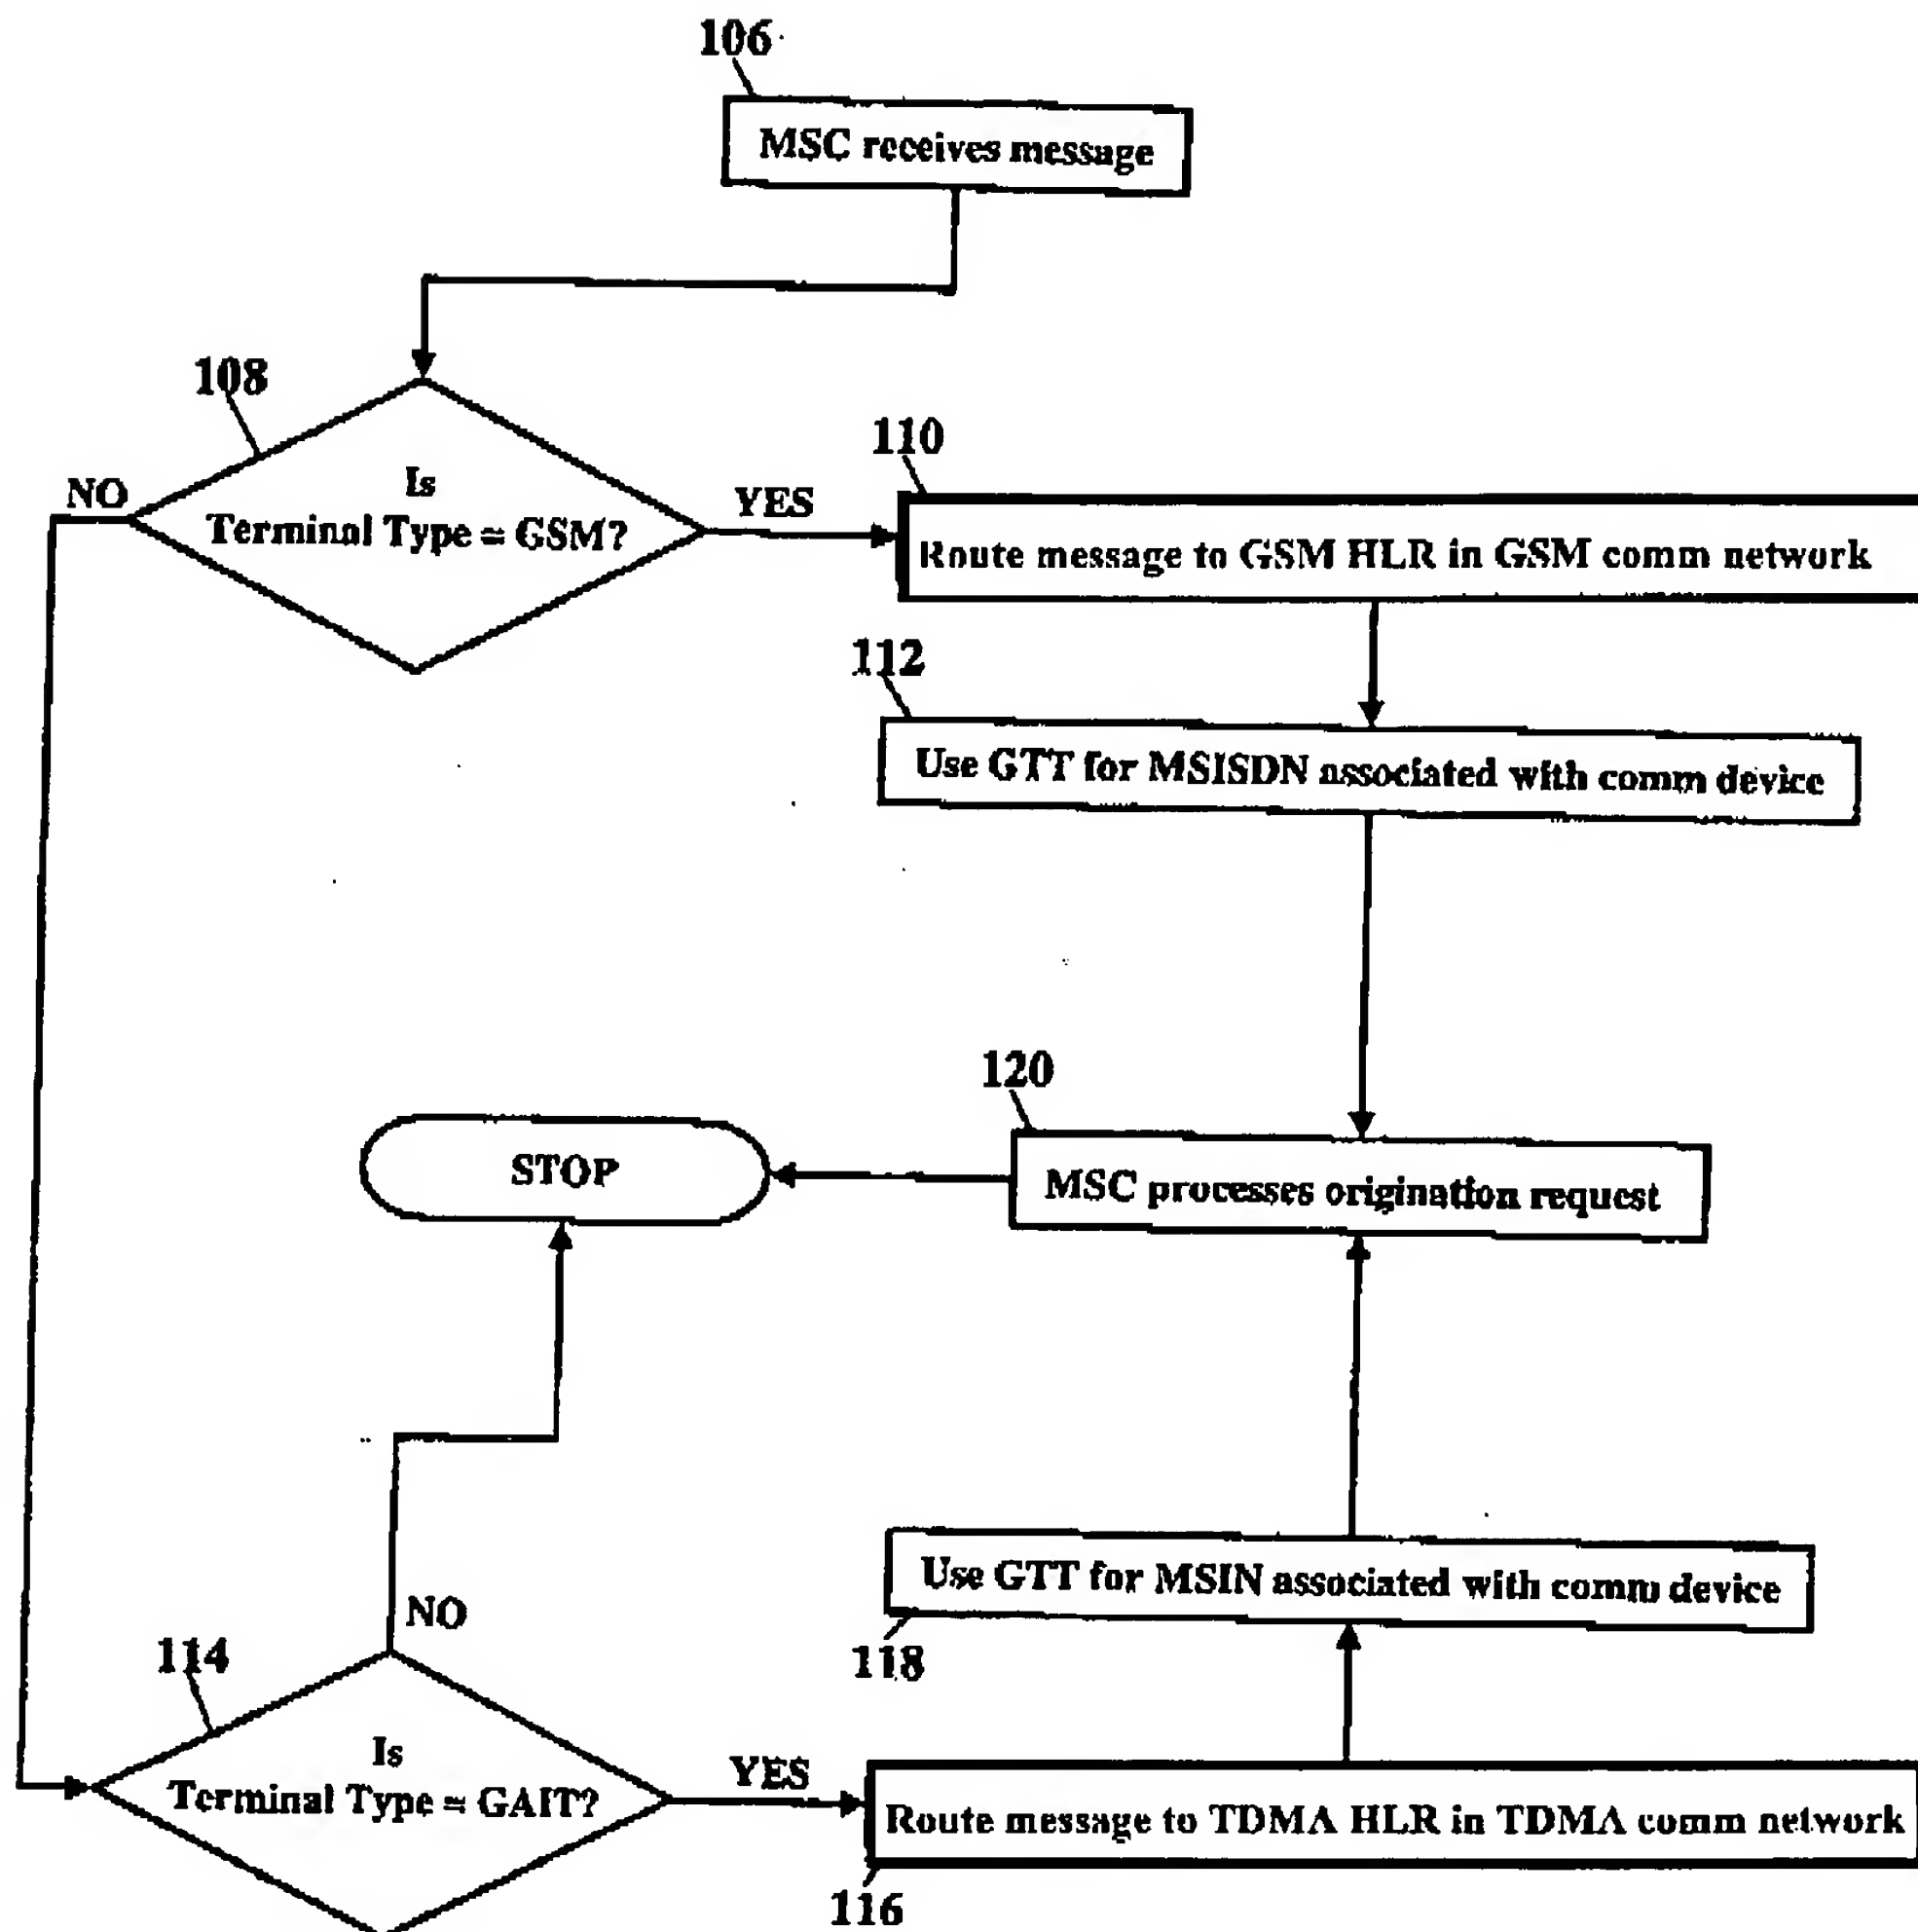 106
MSC receives message
108
Is
Terminal Type = GSM?
NO
YES
110
Route message to GSM HLR in GSM comm network
112
Use GTT for MSISDN associated with comm device
120
STOP
MSC processes origination request
NO
Use GTT for MSIN associated with comm device
118
114
Is
Terminal Type = GAIT?
YES
Route message to TDMA HLR in TDMA comm network
116